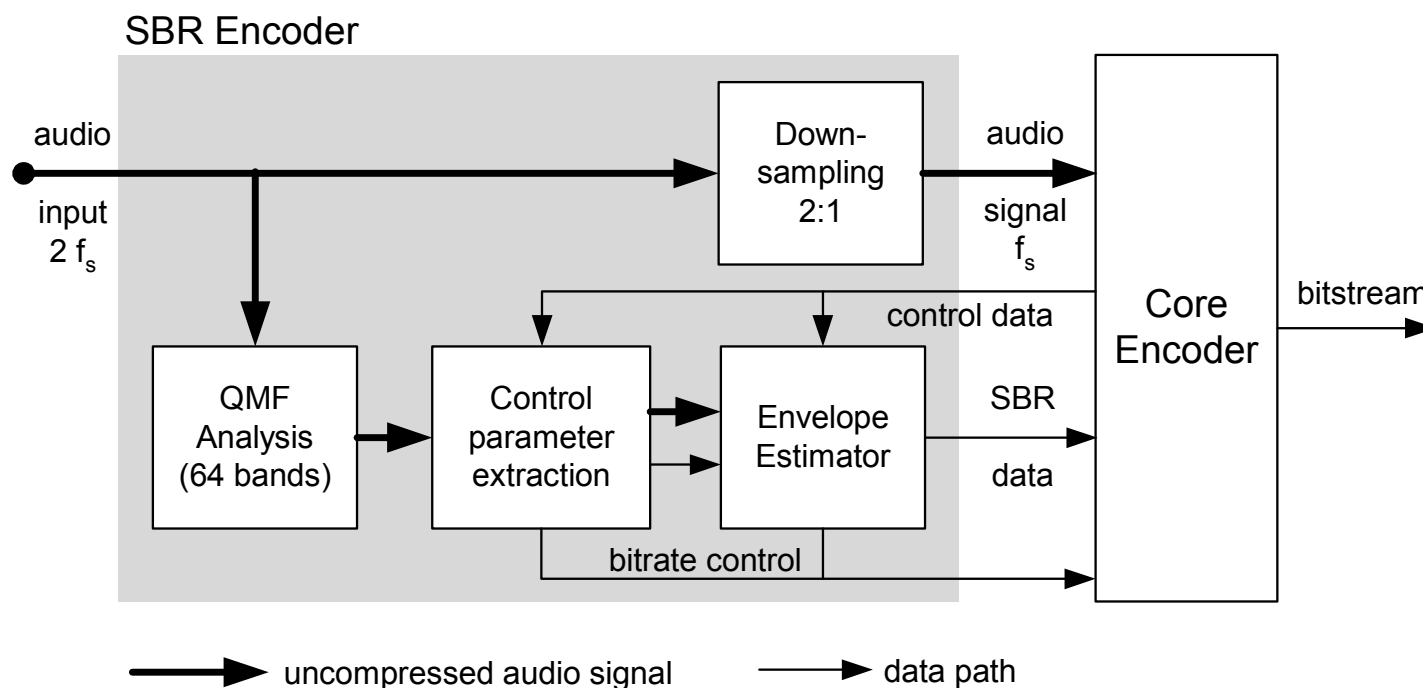 SBR Encoder
audio
input
2 fs
Down-
sampling
2:1
audio
signal
fs
control data
QMF
Analysis
(64 bands)
Control
parameter
extraction
Envelope
Estimator
SBR
data
bitrate control
Core
Encoder
bitstream
uncompressed audio signal
data path